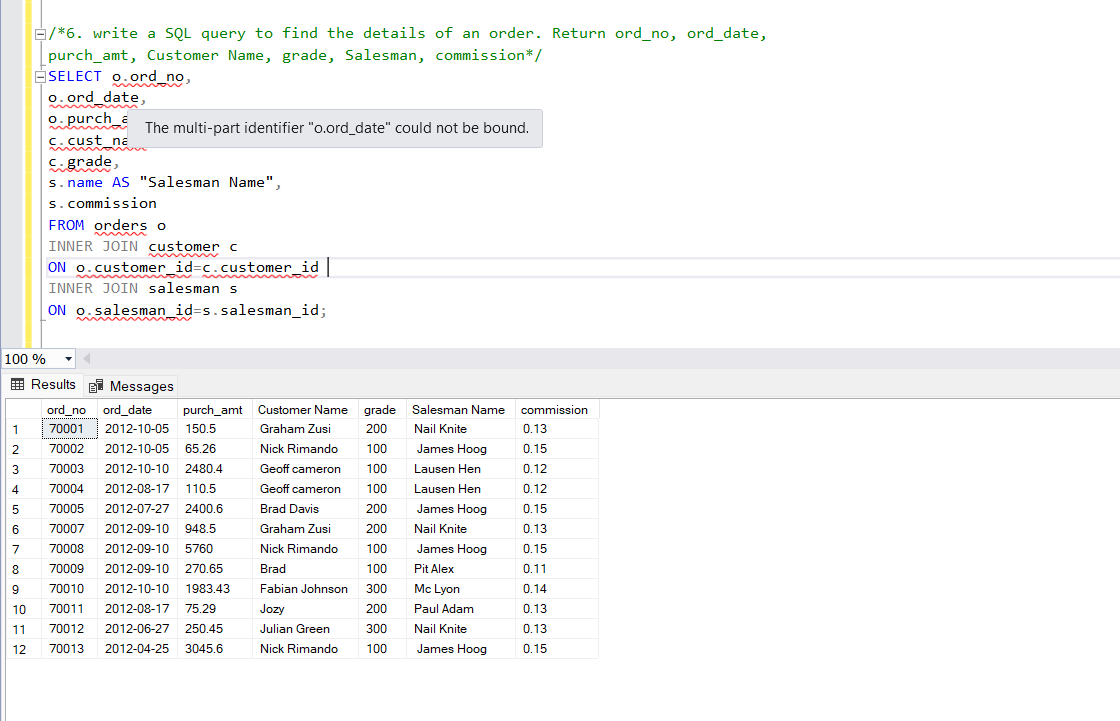 /*6. write a SQL query to find the details of an order. Return ord_no, ord_date,
purch_amt, Customer Name, grade, Salesman, commission*/
SELECT o.ord_no,
o.ord_date,
o.purch_a
The multi-part identifier "o.ord_date" could not be bound.
c.cust_na
c.grade,
s.name AS "Salesman Name",
s.commission
FROM orders o
INNER JOIN customer c
ON o.customer_id=c.customer_id
INNER JOIN salesman s
ON o.salesman_id=s.salesman_id;
100 %
Results Messages
ord_no ord_date purch_amt Customer Name grade Salesman Name commission
1 70001 2012-10-05 150.5 Graham Zusi 200 Nail Knite 0.13
2 70002 2012-10-05 65.26 Nick Rimando 100 James Hoog 0.15
3 70003 2012-10-10 2480.4 Geoff cameron 100 Lausen Hen 0.12
4 70004 2012-08-17 110.5 Geoff cameron 100 Lausen Hen 0.12
5 70005 2012-07-27 2400.6 Brad Davis 200 James Hoog 0.15
6 70007 2012-09-10 948.5 Graham Zusi 200 Nail Knite 0.13
7 70008 2012-09-10 5760 Nick Rimando 100 James Hoog 0.15
8 70009 2012-09-10 270.65 Brad 100 Pit Alex 0.11
9 70010 2012-10-10 1983.43 Fabian Johnson 300 Mc Lyon 0.14
10 70011 2012-08-17 75.29 Jozy 200 Paul Adam 0.13
11 70012 2012-06-27 250.45 Julian Green 300 Nail Knite 0.13
12 70013 2012-04-25 3045.6 Nick Rimando 100 James Hoog 0.15